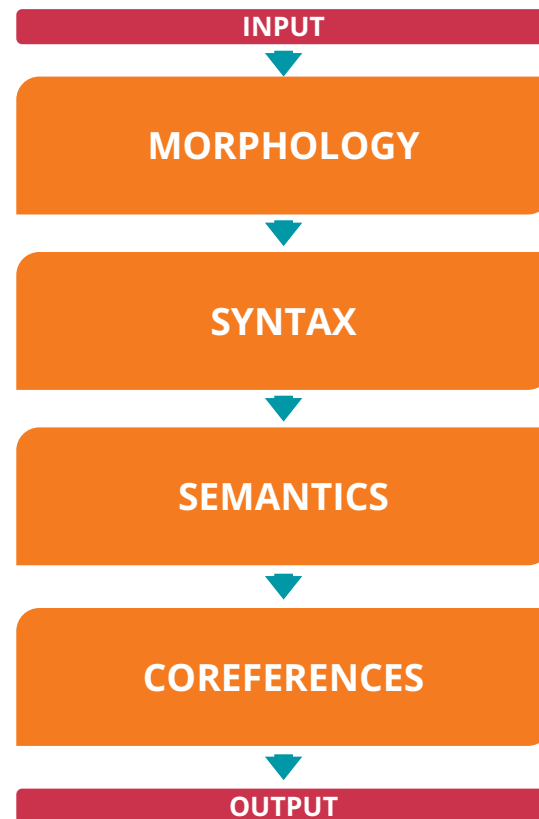 INPUT
MORPHOLOGY
SYNTAX
SEMANTICS
COREFERENCES
OUTPUT